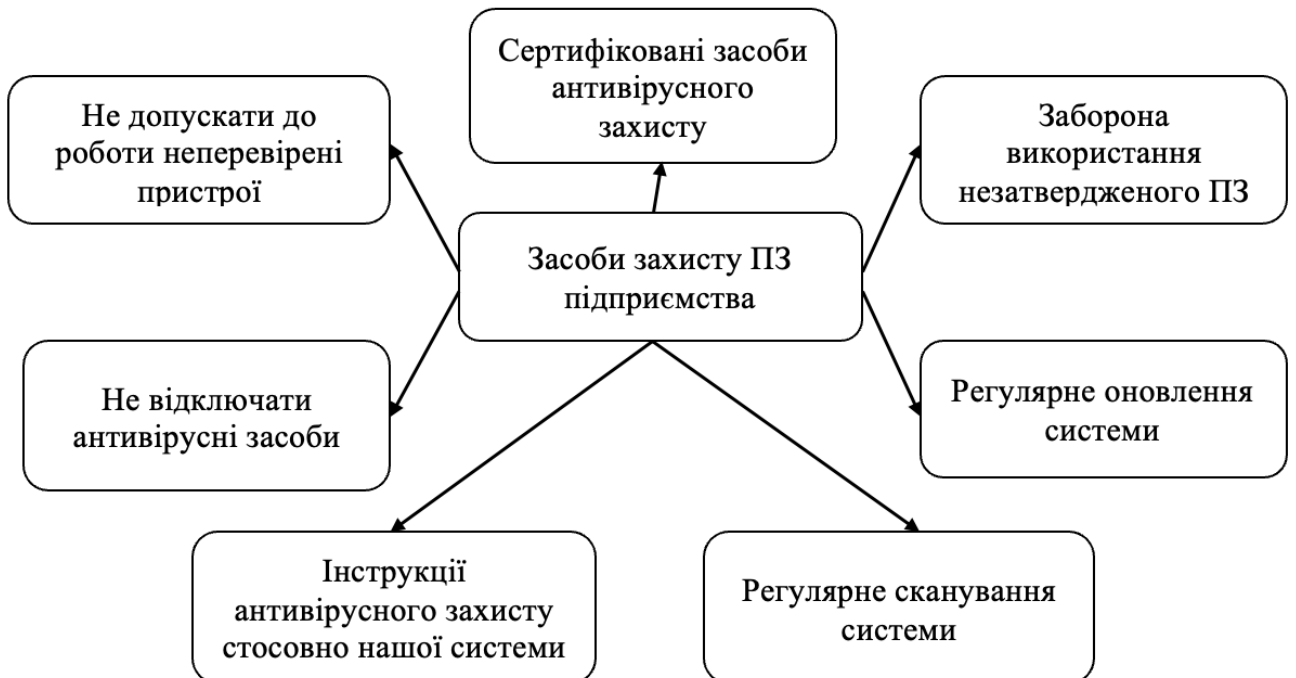 Сертифіковані засоби
антивірусного
захисту
Не допускати до
роботи неперевірені
пристрої
Заборона
використання
незатвердженого ПЗ
Засоби захисту ПЗ
підприємства
Не відключати
антивірусні засоби
Регулярне оновлення
системи
Інструкції
антивірусного захисту
стосовно нашої системи
Регулярне сканування
системи